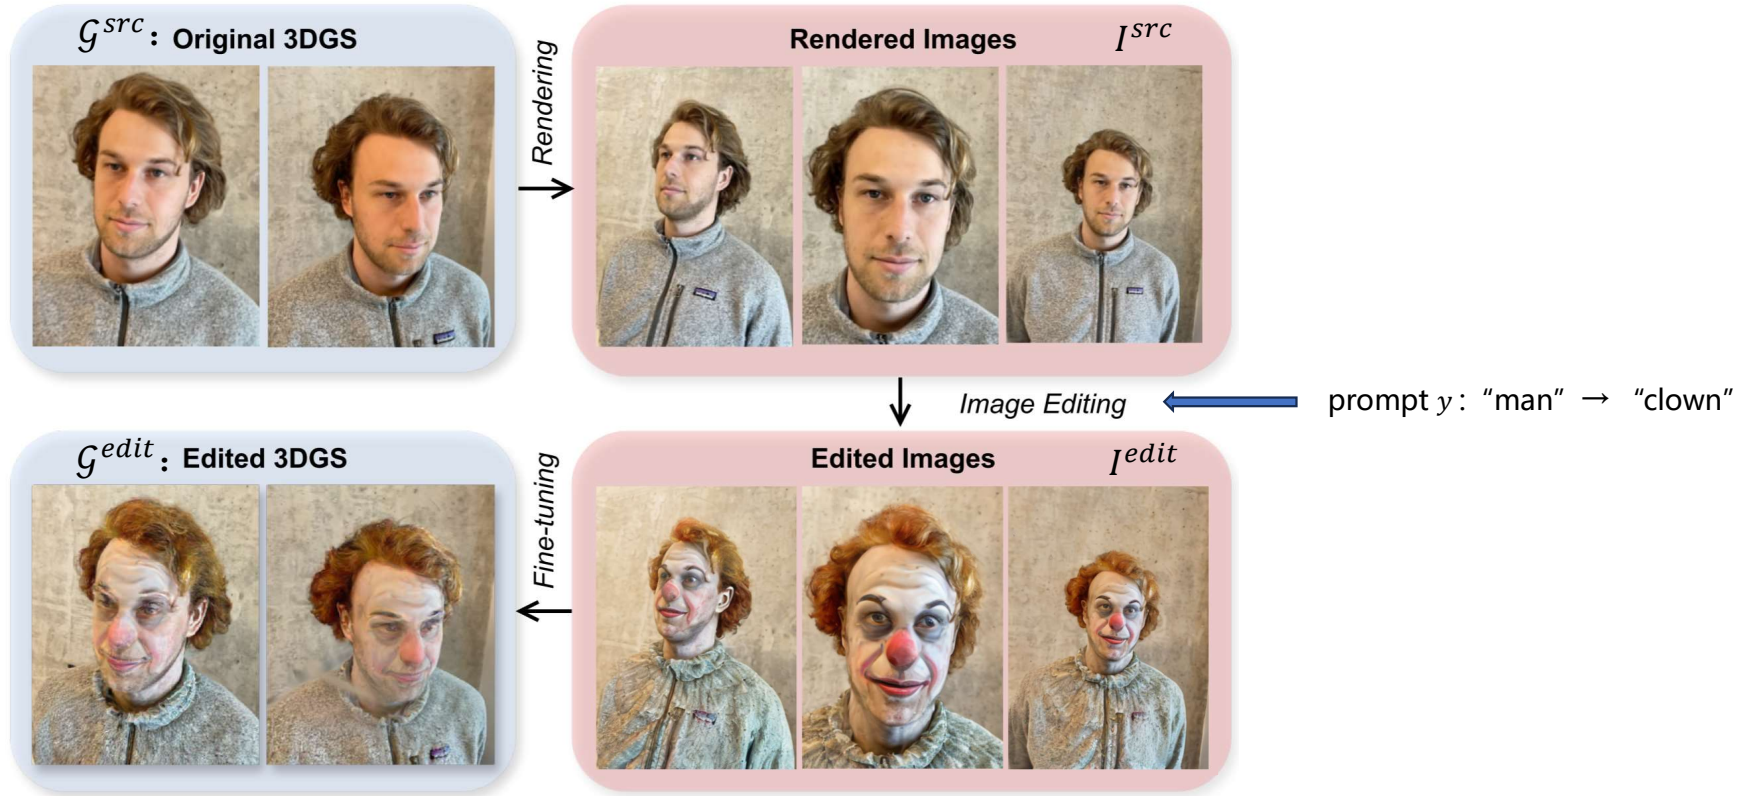 𝒢^src : Original 3DGS
Rendering
Rendered Images I^src
Image Editing
prompt y : “man” → “clown”
𝒢^edit : Edited 3DGS
Fine-tuning
Edited Images I^edit